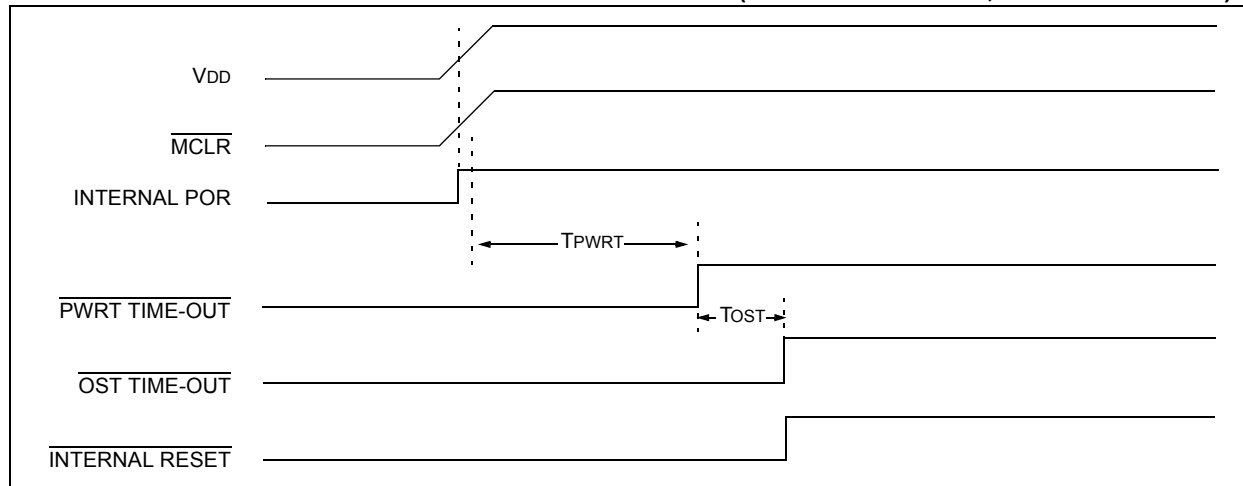 VDD
MCLR
INTERNAL POR
TPWRT
PWRT TIME-OUT
TOST
OST TIME-OUT
INTERNAL RESET